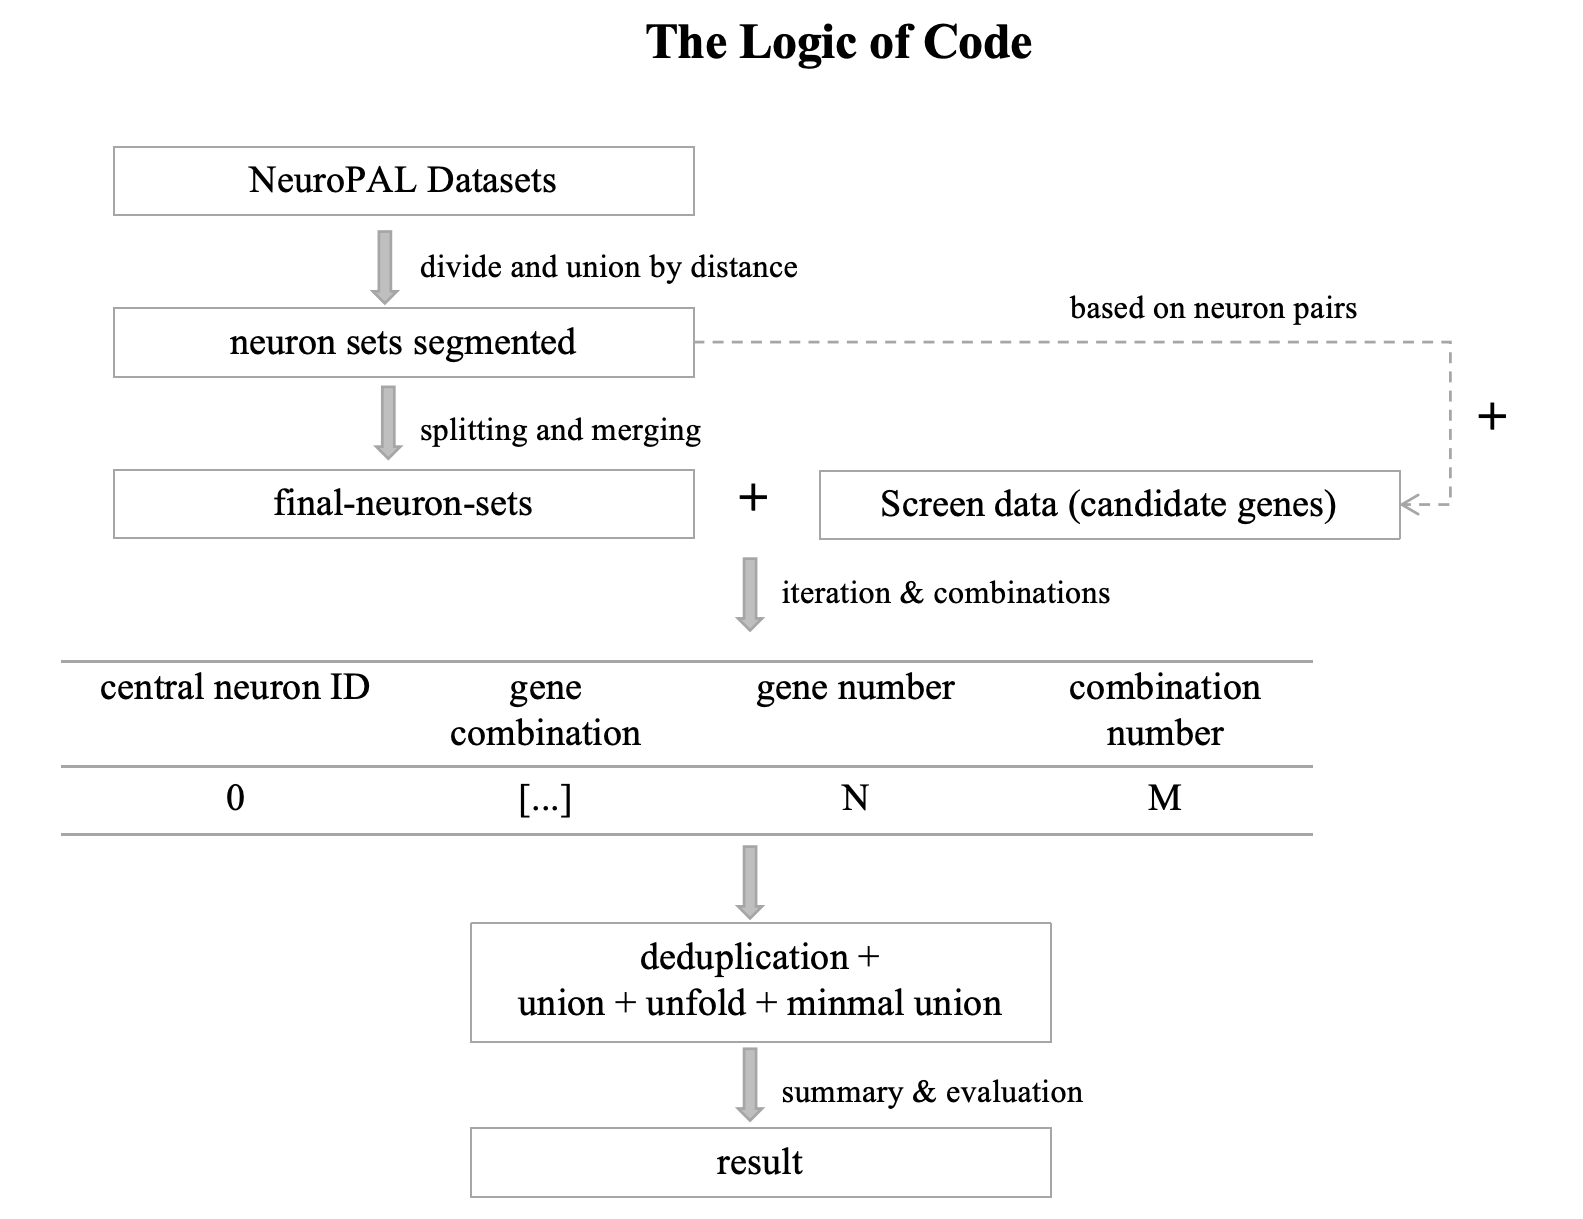 The Logic of Code
NeuroPAL Datasets
divide and union by distance
based on neuron pairs
neuron sets segmented
+
splitting and merging
final-neuron-sets
+
Screen data (candidate genes)
iteration & combinations
central neuron ID
gene
combination
gene number
combination
number
0
[...]
N
M
deduplication +
union + unfold + minmal union
summary & evaluation
result